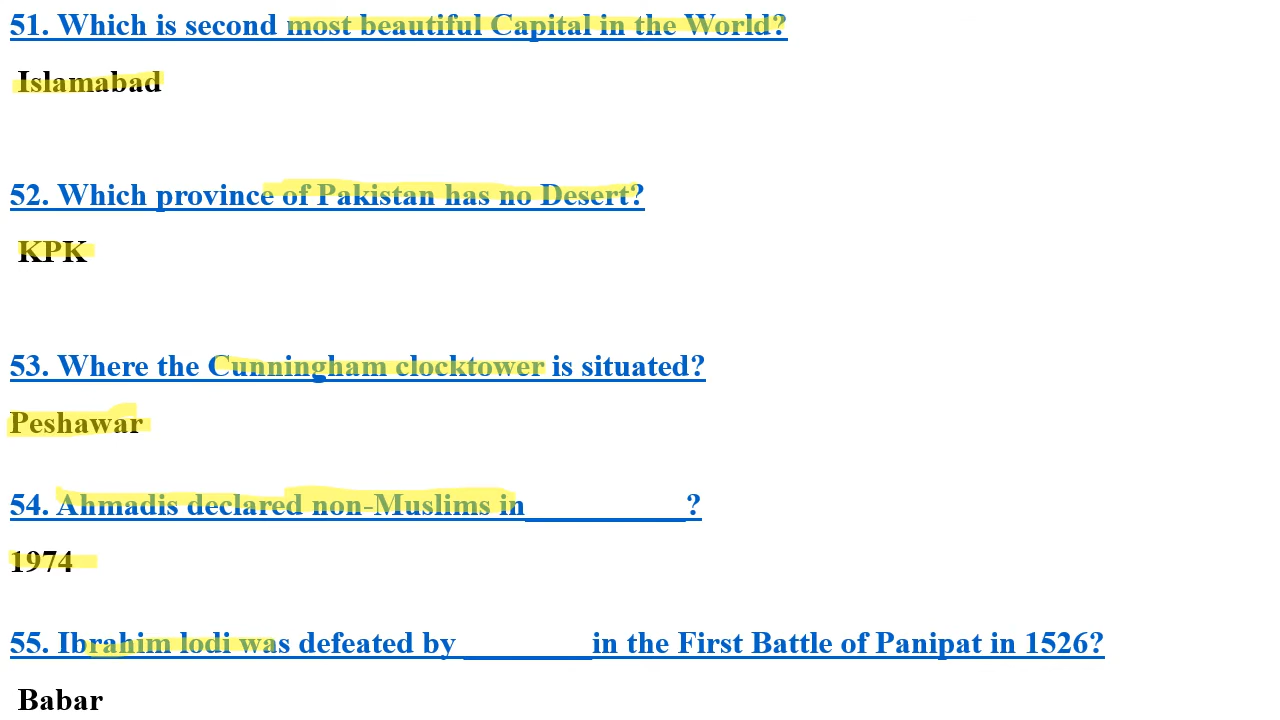 51. Which is second most beautiful Capital in the World?
Islamabad
52. Which province of Pakistan has no Desert?
KPK
53. Where the Cunningham clocktower is situated?
Peshawar
54. Ahmadis declared non-Muslims in__________?
1974
55. Ibrahim lodi was defeated by ________in the First Battle of Panipat in 1526?
Babar